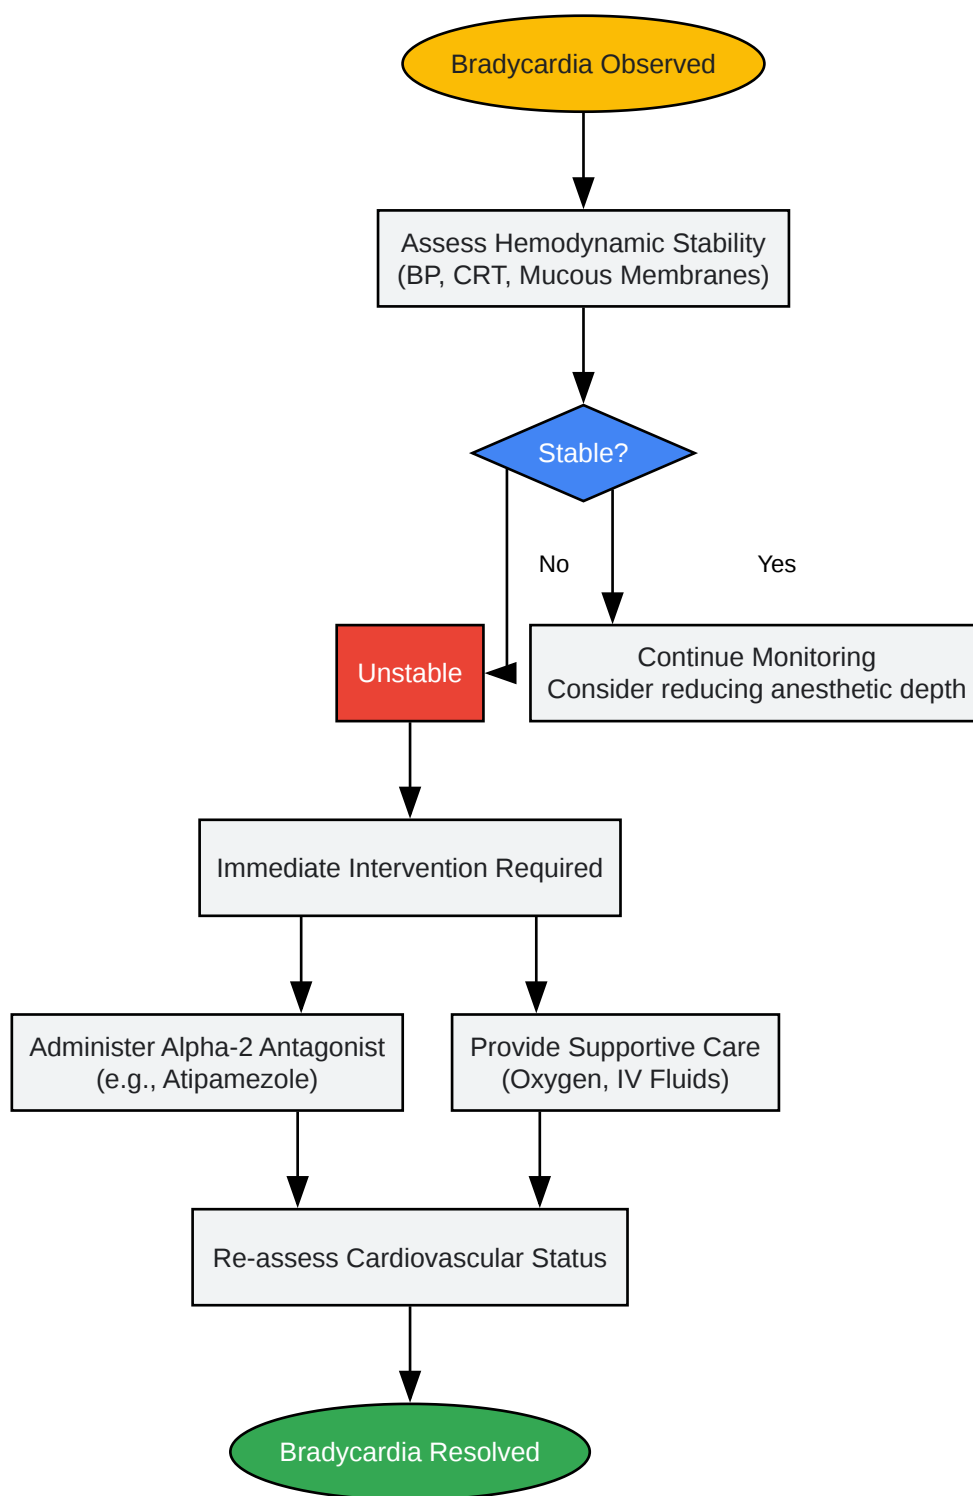 Bradycardia Observed
Assess Hemodynamic Stability
(BP, CRT, Mucous Membranes)
Stable?
No
Yes
Unstable
Continue Monitoring
Consider reducing anesthetic depth
Immediate Intervention Required
Administer Alpha-2 Antagonist
(e.g., Atipamezole)
Provide Supportive Care
(Oxygen, IV Fluids)
Re-assess Cardiovascular Status
Bradycardia Resolved